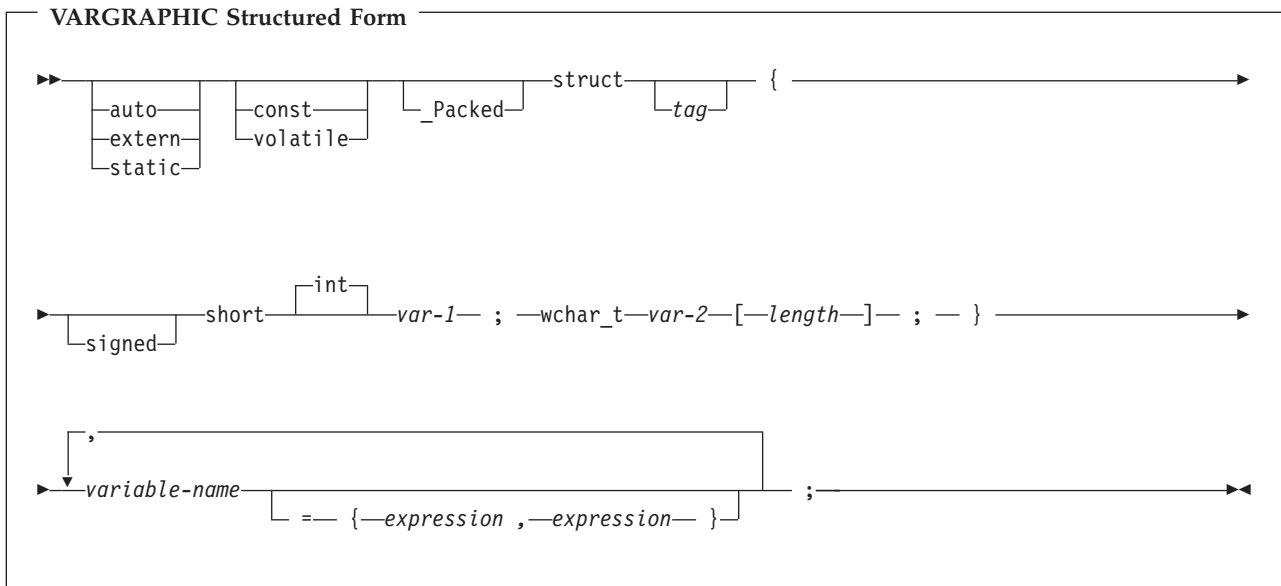 VARGRAPHIC Structured Form
struct { 
auto const _Packed tag
extern volatile
static
int
short var-1 ; wchar_t var-2 [ length ] ; }
signed
,
variable-name ;
= { expression , expression }